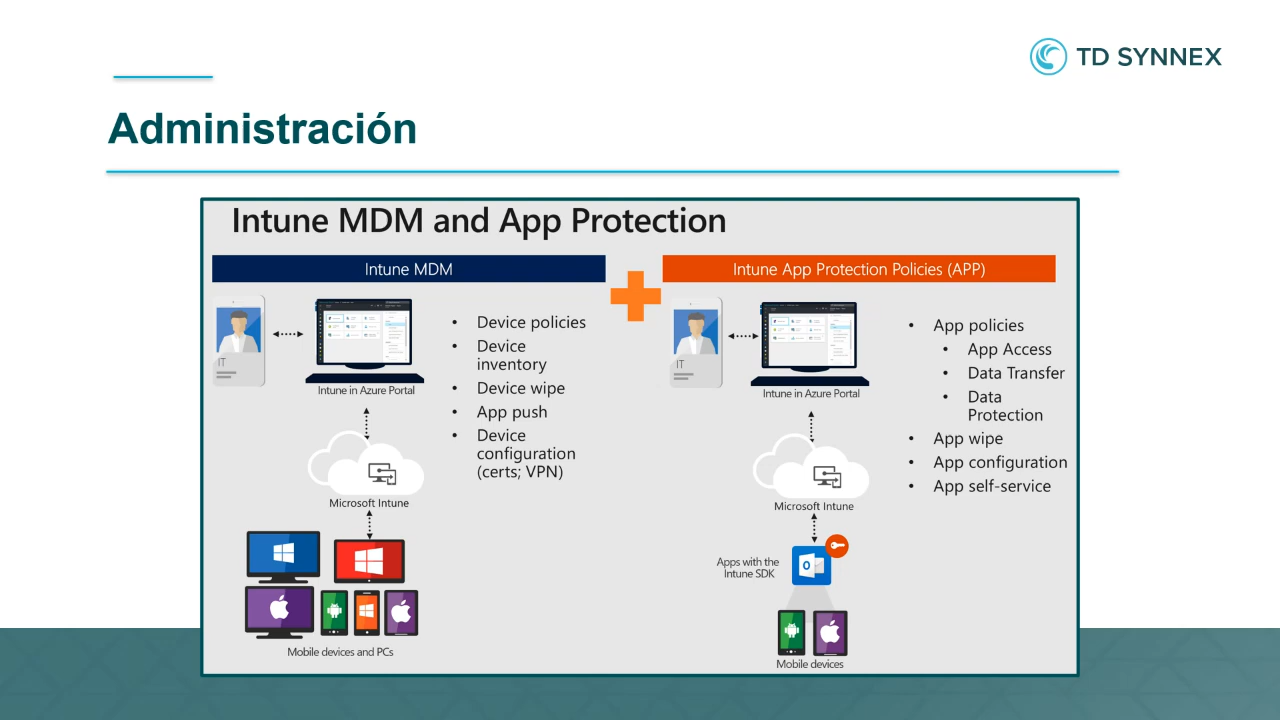 TD SYNNEX
Administración
Intune MDM and App Protection
Intune MDM
IT
Intune in Azure Portal
Microsoft Intune
Mobile devices and PCs
• Device policies
• Device
inventory
• Device wipe
• App push
• Device
configuration
(certs; VPN)
Intune App Protection Policies (APP)
IT
Intune in Azure Portal
Microsoft Intune
Apps with the
Intune SDK
Mobile devices
• App policies
• App Access
• Data Transfer
• Data
Protection
• App wipe
• App configuration
• App self-service